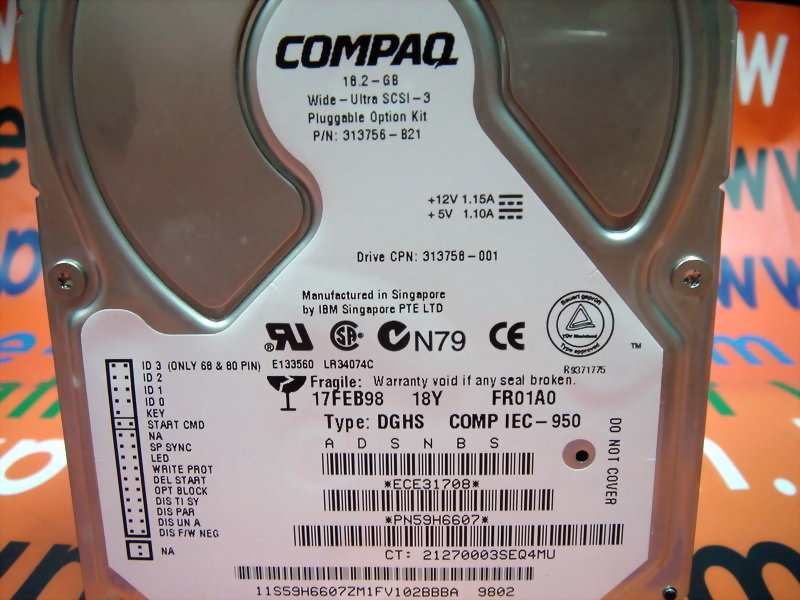 COMPAQ
18.2-GB
Wide-Ultra SCSI-3
Pluggable Option Kit
P/N: 313756-B21
+12V 1.15A
+5V 1.10A
Drive CPN: 313758-001
Manufactured in Singapore
by IBM Singapore PTE LTD
N79 CE
Bauart geprüft
Type approved
TM
E133560 LR34074C R9371775
Fragile: Warranty void if any seal broken.
17FEB98 18Y FR01A0
Type: DGHS COMP IEC-950
A D S N B S
*ECE31708*
*PN59H6607*
CT: 21270003SEQ4MU
11S59H6607ZM1FV102BBBA 9802
DO NOT COVER
ID 3 (ONLY 68 & 80 PIN)
ID 2
ID 1
ID 0
KEY
START CMD
NA
SP SYNC
LED
WRITE PROT
DEL START
OPT BLOCK
DIS TI SY
DIS PAR
DIS UN A
DIS F/W NEG
NA